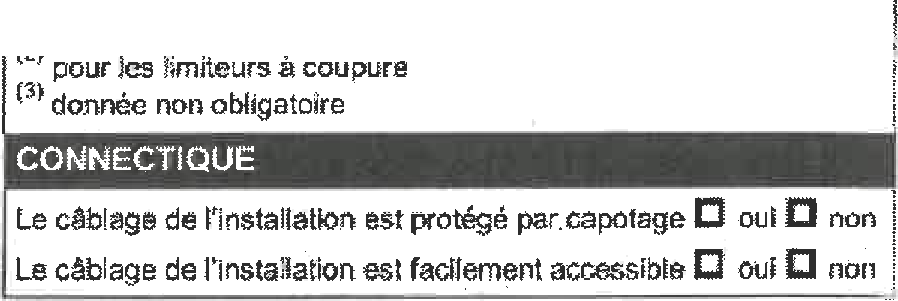 (2) pour les limiteurs à coupure
(3) donnée non obligatoire
CONNECTIQUE
Le câblage de l'installation est protégé par capotage ☐ oui ☐ non
Le câblage de l'installation est facilement accessible ☐ oui ☐ non